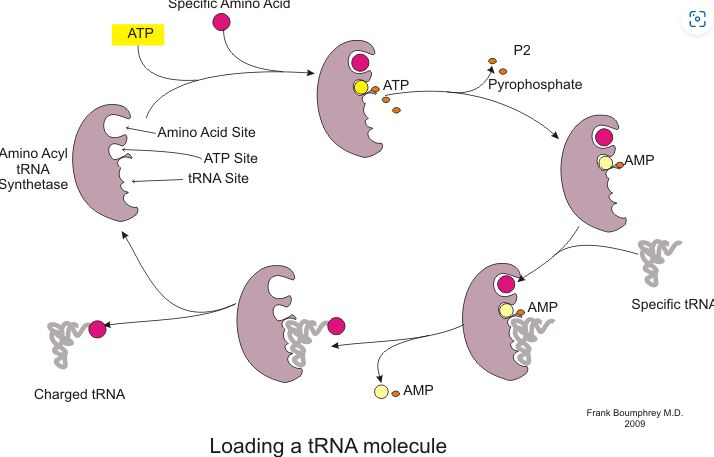 Specific Amino Acid
ATP
P2
Pyrophosphate
ATP
Amino Acid Site
ATP Site
tRNA Site
Amino Acyl
tRNA
Synthetase
AMP
Specific tRNA
AMP
AMP
Charged tRNA
Frank Boumphrey M.D.
2009
Loading a tRNA molecule